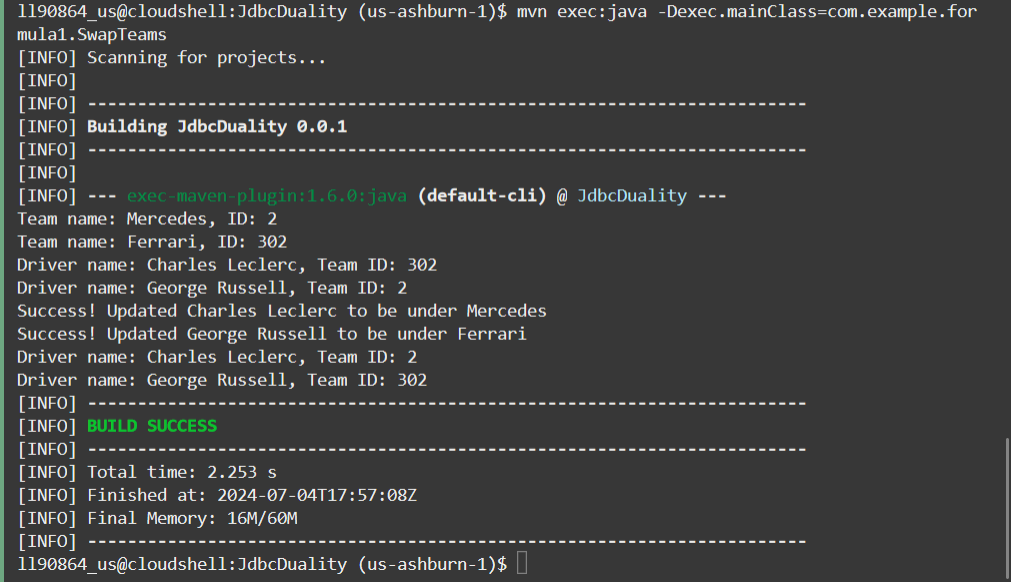 ll90864_us@cloudshell:JdbcDuality (us-ashburn-1)$ mvn exec:java -Dexec.mainClass=com.example.for
mula1.SwapTeams
[INFO] Scanning for projects...
[INFO]
[INFO] ------------------------------------------------------------------------
[INFO] Building JdbcDuality 0.0.1
[INFO] ------------------------------------------------------------------------
[INFO]
[INFO] --- exec-maven-plugin:1.6.0:java (default-cli) @ JdbcDuality ---
Team name: Mercedes, ID: 2
Team name: Ferrari, ID: 302
Driver name: Charles Leclerc, Team ID: 302
Driver name: George Russell, Team ID: 2
Success! Updated Charles Leclerc to be under Mercedes
Success! Updated George Russell to be under Ferrari
Driver name: Charles Leclerc, Team ID: 2
Driver name: George Russell, Team ID: 302
[INFO] ------------------------------------------------------------------------
[INFO] BUILD SUCCESS
[INFO] ------------------------------------------------------------------------
[INFO] Total time: 2.253 s
[INFO] Finished at: 2024-07-04T17:57:08Z
[INFO] Final Memory: 16M/60M
[INFO] ------------------------------------------------------------------------
ll90864_us@cloudshell:JdbcDuality (us-ashburn-1)$